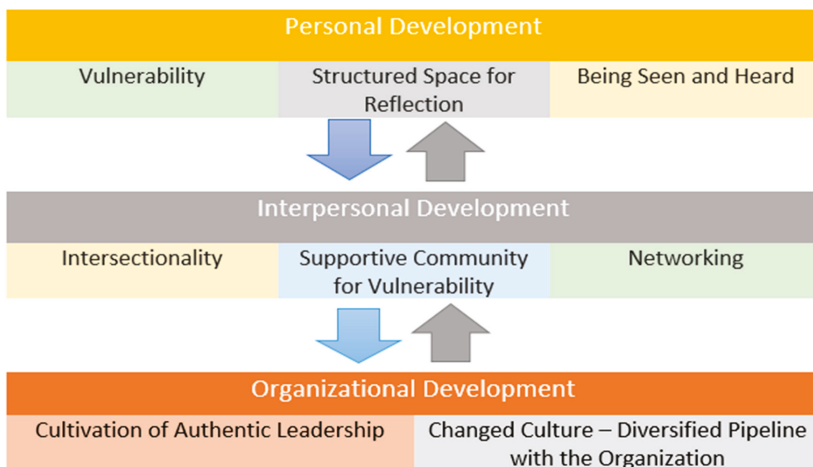 Personal Development
Vulnerability
Structured Space for
Reflection
Being Seen and Heard
Interpersonal Development
Intersectionality
Supportive Community
for Vulnerability
Networking
Organizational Development
Cultivation of Authentic Leadership
Changed Culture – Diversified Pipeline
with the Organization